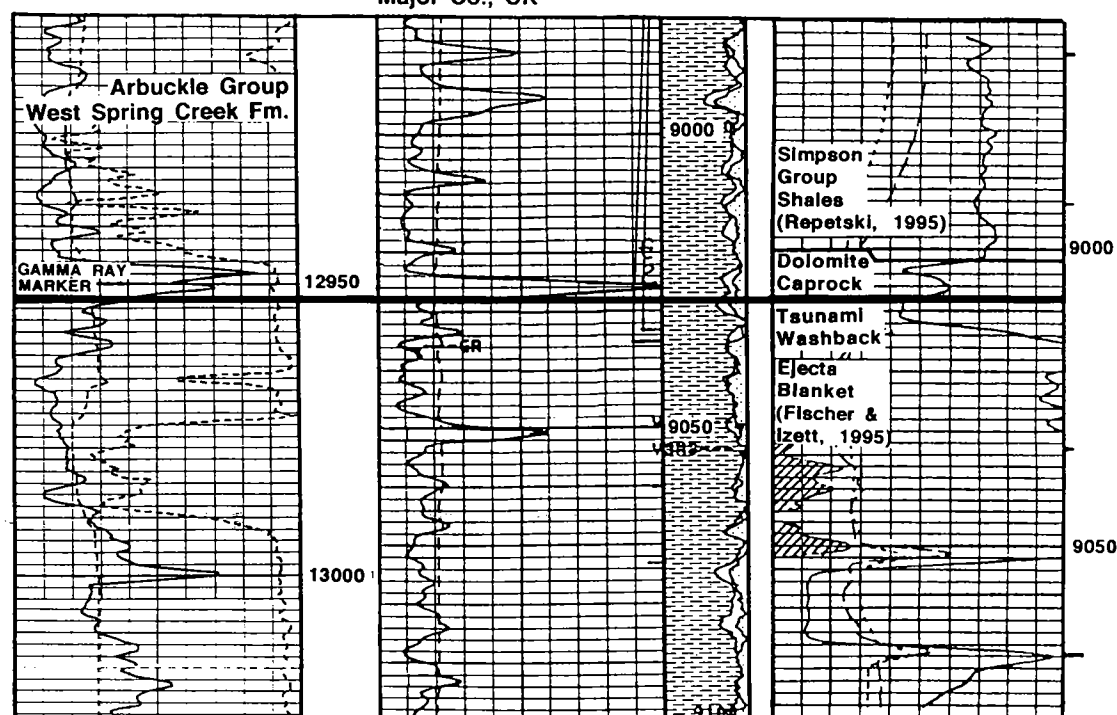 Major Co., OK
Arbuckle Group
West Spring Creek Fm.
GAMMA RAY
MARKER
12950
13000
GR
9000
9050
Simpson
Group
Shales
(Repetski, 1995)
Dolomite
Caprock
Tsunami
Washback
Ejecta
Blanket
(Fischer &
Izett, 1995)
9000
9050